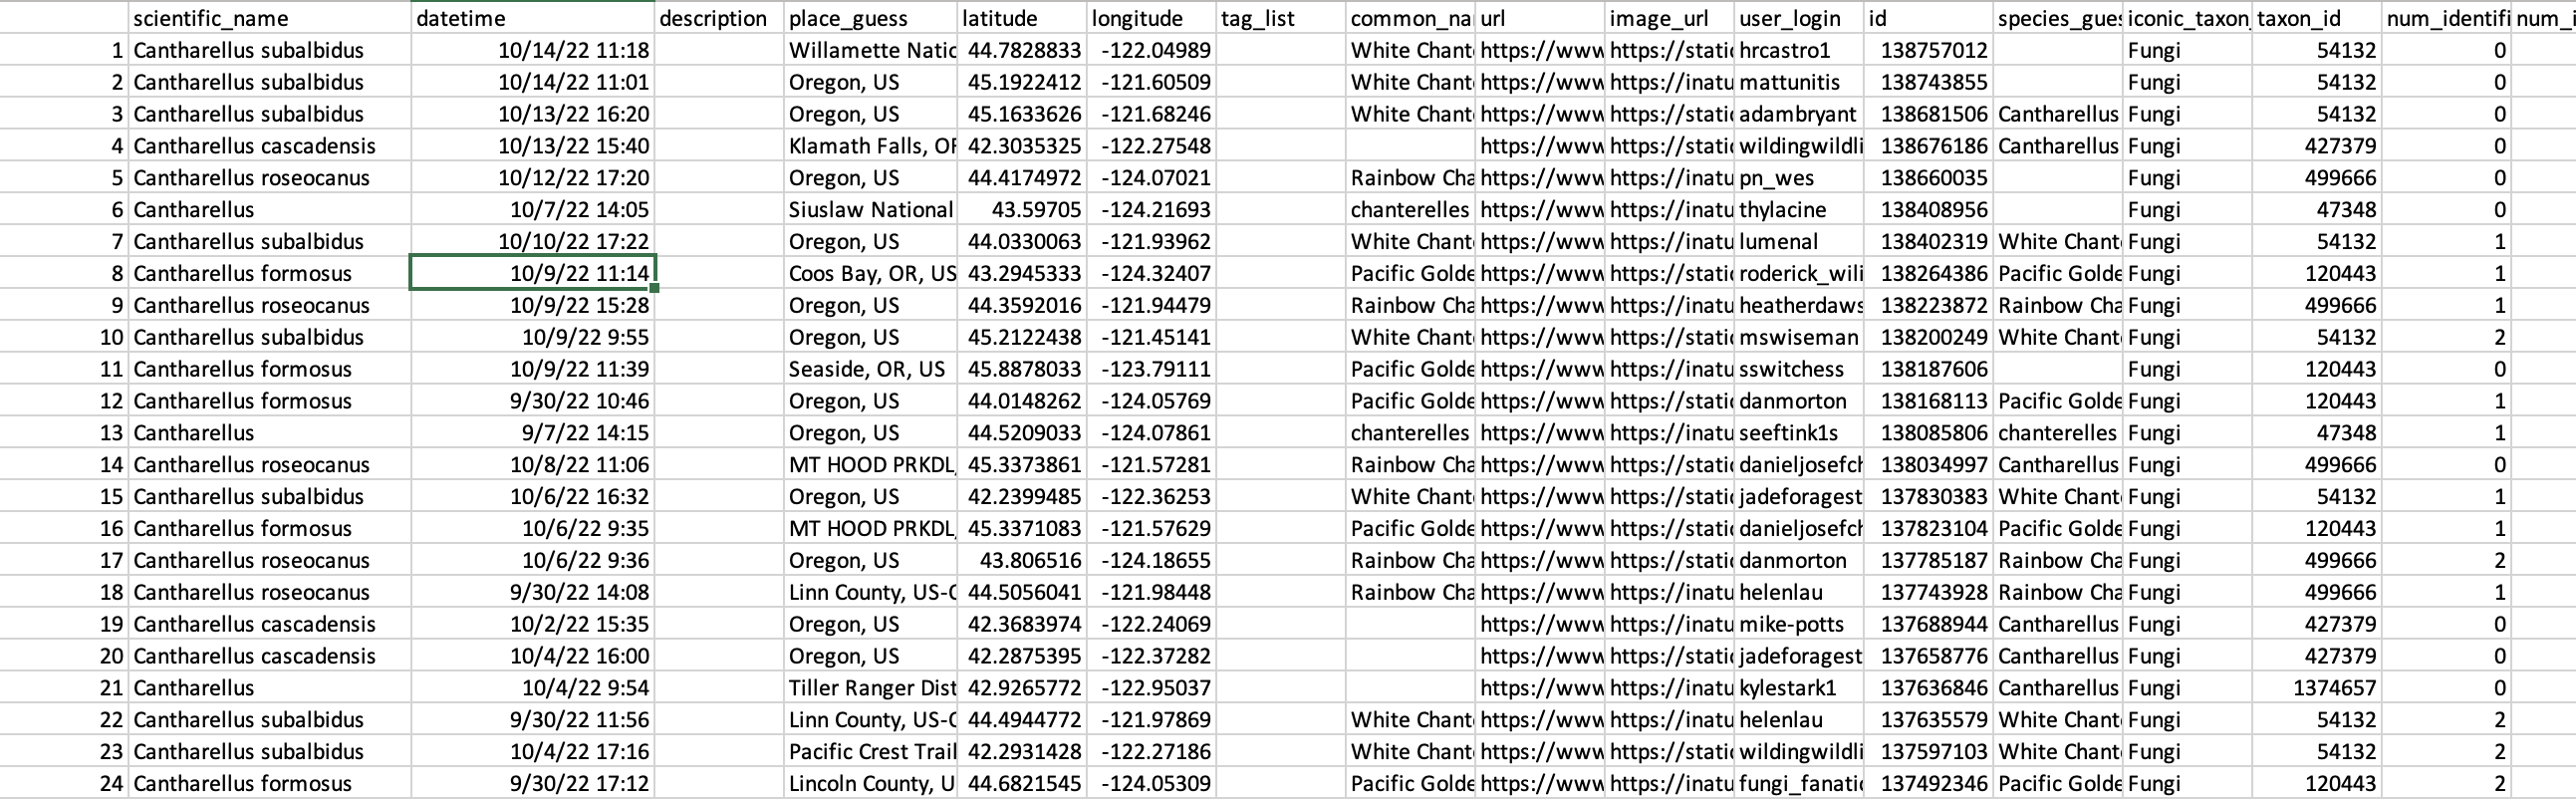 scientific_name datetime description place_guess latitude longitude tag_list common_na url image_url user_login id species_gues iconic_taxon_ taxon_id num_identifi num_i
1 Cantharellus subalbidus 10/14/22 11:18 Willamette Natio 44.7828833 -122.04989 White Chant https://www https://stati hrcastro1 138757012 Fungi 54132 0
2 Cantharellus subalbidus 10/14/22 11:01 Oregon, US 45.1922412 -121.60509 White Chant https://www https://inatu mattunitis 138743855 Fungi 54132 0
3 Cantharellus subalbidus 10/13/22 16:20 Oregon, US 45.1633626 -121.68246 White Chant https://www https://stati adambryant 138681506 Cantharellus Fungi 54132 0
4 Cantharellus cascadensis 10/13/22 15:40 Klamath Falls, OR 42.3035325 -122.27548 https://www https://stati wildingwildli 138676186 Cantharellus Fungi 427379 0
5 Cantharellus roseocanus 10/12/22 17:20 Oregon, US 44.4174972 -124.07021 Rainbow Cha https://www https://inatu pn_wes 138660035 Fungi 499666 0
6 Cantharellus 10/7/22 14:05 Siuslaw National 43.59705 -124.21693 chanterelles https://www https://inatu thylacine 138408956 Fungi 47348 0
7 Cantharellus subalbidus 10/10/22 17:22 Oregon, US 44.0330063 -121.93962 White Chant https://www https://inatu lumenal 138402319 White Chant Fungi 54132 1
8 Cantharellus formosus 10/9/22 11:14 Coos Bay, OR, US 43.2945333 -124.32407 Pacific Golde https://www https://stati roderick_wili 138264386 Pacific Golde Fungi 120443 1
9 Cantharellus roseocanus 10/9/22 15:28 Oregon, US 44.3592016 -121.94479 Rainbow Cha https://www https://inatu heatherdaws 138223872 Rainbow Cha Fungi 499666 1
10 Cantharellus subalbidus 10/9/22 9:55 Oregon, US 45.2122438 -121.45141 White Chant https://www https://stati mswiseman 138200249 White Chant Fungi 54132 2
11 Cantharellus formosus 10/9/22 11:39 Seaside, OR, US 45.8878033 -123.79111 Pacific Golde https://www https://inatu sswitchess 138187606 Fungi 120443 0
12 Cantharellus formosus 9/30/22 10:46 Oregon, US 44.0148262 -124.05769 Pacific Golde https://www https://stati danmorton 138168113 Pacific Golde Fungi 120443 1
13 Cantharellus 9/7/22 14:15 Oregon, US 44.5209033 -124.07861 chanterelles https://www https://inatu seeftink1s 138085806 chanterelles Fungi 47348 1
14 Cantharellus roseocanus 10/8/22 11:06 MT HOOD PRKDL, 45.3373861 -121.57281 Rainbow Cha https://www https://stati danieljosefch 138034997 Cantharellus Fungi 499666 0
15 Cantharellus subalbidus 10/6/22 16:32 Oregon, US 42.2399485 -122.36253 White Chant https://www https://stati jadeforagest 137830383 White Chant Fungi 54132 1
16 Cantharellus formosus 10/6/22 9:35 MT HOOD PRKDL, 45.3371083 -121.57629 Pacific Golde https://www https://stati danieljosefch 137823104 Pacific Golde Fungi 120443 1
17 Cantharellus roseocanus 10/6/22 9:36 Oregon, US 43.806516 -124.18655 Rainbow Cha https://www https://stati danmorton 137785187 Rainbow Cha Fungi 499666 2
18 Cantharellus roseocanus 9/30/22 14:08 Linn County, US-O 44.5056041 -121.98448 Rainbow Cha https://www https://inatu helenlau 137743928 Rainbow Cha Fungi 499666 1
19 Cantharellus cascadensis 10/2/22 15:35 Oregon, US 42.3683974 -122.24069 https://www https://inatu mike-potts 137688944 Cantharellus Fungi 427379 0
20 Cantharellus cascadensis 10/4/22 16:00 Oregon, US 42.2875395 -122.37282 https://www https://stati jadeforagest 137658776 Cantharellus Fungi 427379 0
21 Cantharellus 10/4/22 9:54 Tiller Ranger Dist 42.9265772 -122.95037 https://www https://inatu kylestark1 137636846 Cantharellus Fungi 1374657 0
22 Cantharellus subalbidus 9/30/22 11:56 Linn County, US-O 44.4944772 -121.97869 White Chant https://www https://inatu helenlau 137635579 White Chant Fungi 54132 2
23 Cantharellus subalbidus 10/4/22 17:16 Pacific Crest Trail 42.2931428 -122.27186 White Chant https://www https://stati wildingwildli 137597103 White Chant Fungi 54132 2
24 Cantharellus formosus 9/30/22 17:12 Lincoln County, U 44.6821545 -124.05309 Pacific Golde https://www https://inatu fungi_fanatic 137492346 Pacific Golde Fungi 120443 2